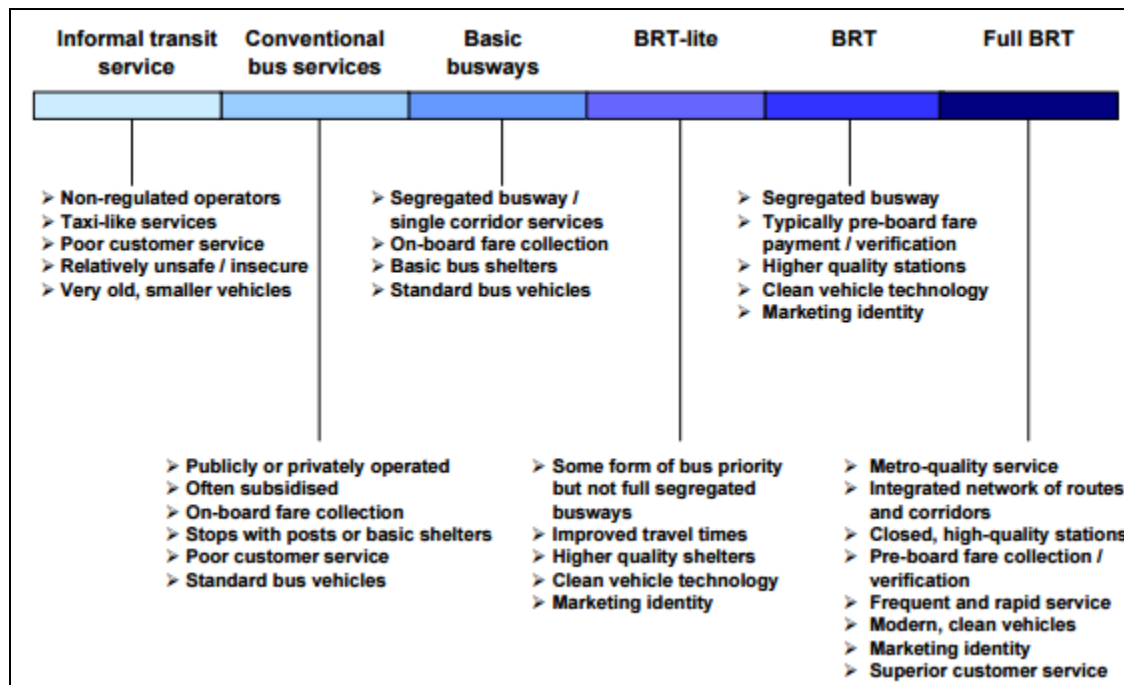 Informal transit
service
Conventional
bus services
Basic
busways
BRT-lite
BRT
Full BRT
➢ Non-regulated operators
➢ Taxi-like services
➢ Poor customer service
➢ Relatively unsafe / insecure
➢ Very old, smaller vehicles
➢ Segregated busway /
single corridor services
➢ On-board fare collection
➢ Basic bus shelters
➢ Standard bus vehicles
➢ Segregated busway
➢ Typically pre-board fare
payment / verification
➢ Higher quality stations
➢ Clean vehicle technology
➢ Marketing identity
➢ Publicly or privately operated
➢ Often subsidised
➢ On-board fare collection
➢ Stops with posts or basic shelters
➢ Poor customer service
➢ Standard bus vehicles
➢ Some form of bus priority
but not full segregated
busways
➢ Improved travel times
➢ Higher quality shelters
➢ Clean vehicle technology
➢ Marketing identity
➢ Metro-quality service
➢ Integrated network of routes
and corridors
➢ Closed, high-quality stations
➢ Pre-board fare collection /
verification
➢ Frequent and rapid service
➢ Modern, clean vehicles
➢ Marketing identity
➢ Superior customer service